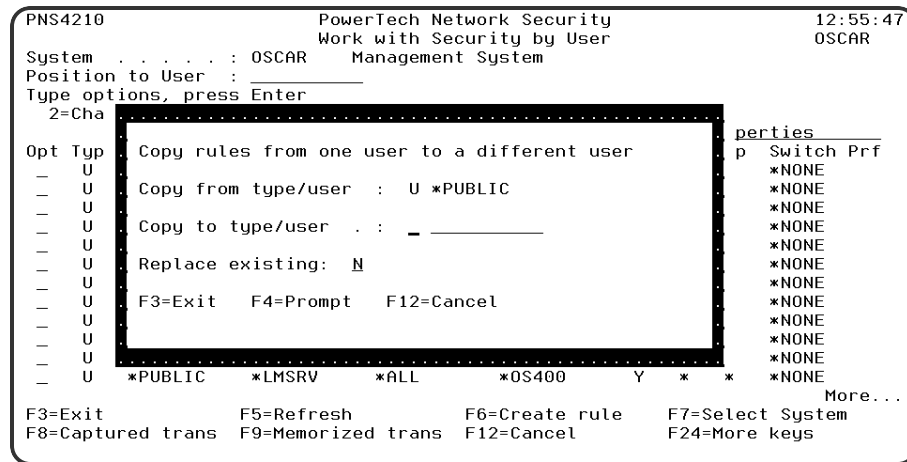 PNS4210 PowerTech Network Security 12:55:47
Work with Security by User OSCAR
System . . . . . : OSCAR Management System
Position to User : ____________
Type options, press Enter
2=Cha
perties
Opt Typ Copy rules from one user to a different user p Switch Prf
_ U *NONE
_ U Copy from type/user : U *PUBLIC *NONE
_ U *NONE
_ U Copy to type/user . : _ ____________ *NONE
_ U *NONE
_ U Replace existing: N *NONE
_ U *NONE
_ U F3=Exit F4=Prompt F12=Cancel *NONE
_ U *NONE
_ U *NONE
_ U *NONE
_ U *PUBLIC *LMSRV *ALL *OS400 Y * * *NONE
More...
F3=Exit F5=Refresh F6=Create rule F7=Select System
F8=Captured trans F9=Memorized trans F12=Cancel F24=More keys